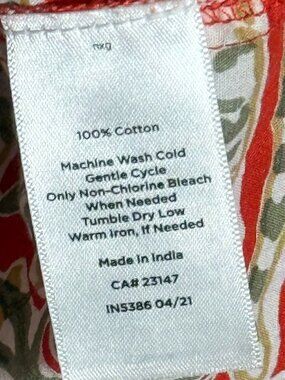 nxg
100% Cotton
Machine Wash Cold
Gentle Cycle
Only Non-Chlorine Bleach
When Needed
Tumble Dry Low
Warm Iron, If Needed
Made in India
CA# 23147
IN5386 04/21